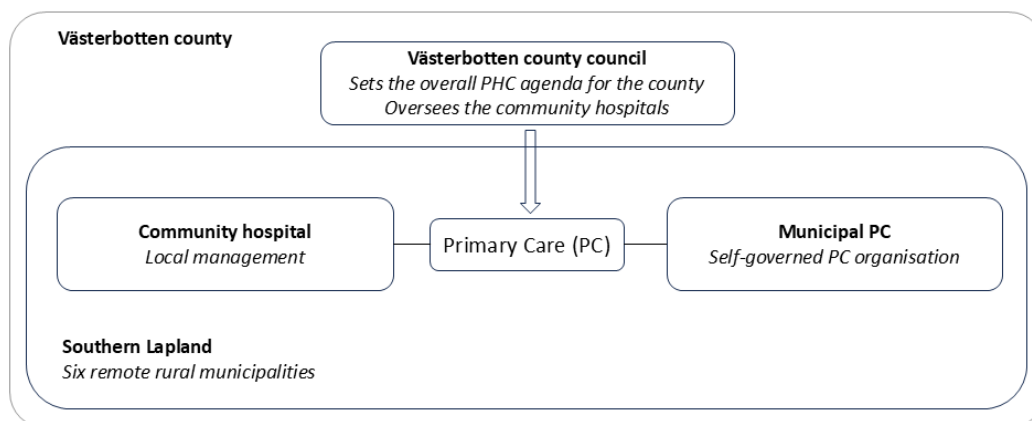 Västerbotten county
Västerbotten county council
Sets the overall PHC agenda for the county
Oversees the community hospitals
Community hospital
Local management
Primary Care (PC)
Municipal PC
Self-governed PC organisation
Southern Lapland
Six remote rural municipalities